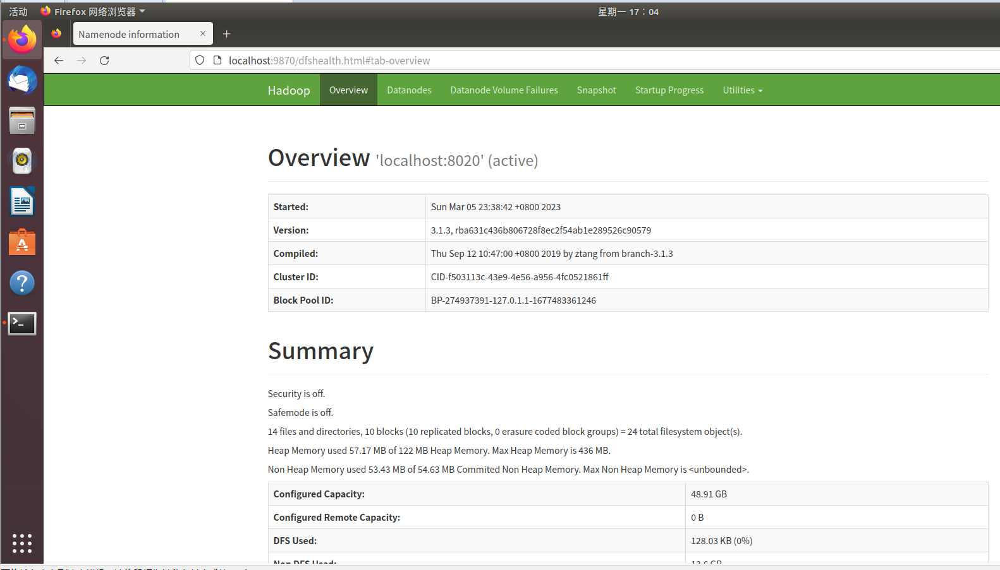 活动 Firefox 网络浏览器 星期一 17：04
Namenode information
localhost:9870/dfshealth.html#tab-overview
Hadoop Overview Datanodes Datanode Volume Failures Snapshot Startup Progress Utilities
Overview 'localhost:8020' (active)
Started: Sun Mar 05 23:38:42 +0800 2023
Version: 3.1.3, rba631c436b806728f8ec2f54ab1e289526c90579
Compiled: Thu Sep 12 10:47:00 +0800 2019 by ztang from branch-3.1.3
Cluster ID: CID-f503113c-43e9-4e56-a956-4fc0521861ff
Block Pool ID: BP-274937391-127.0.1.1-1677483361246
Summary
Security is off.
Safemode is off.
14 files and directories, 10 blocks (10 replicated blocks, 0 erasure coded block groups) = 24 total filesystem object(s).
Heap Memory used 57.17 MB of 122 MB Heap Memory. Max Heap Memory is 436 MB.
Non Heap Memory used 53.43 MB of 54.63 MB Commited Non Heap Memory. Max Non Heap Memory is <unbounded>.
Configured Capacity: 48.91 GB
Configured Remote Capacity: 0 B
DFS Used: 128.03 KB (0%)
Non DFS Used: 13.6 GB